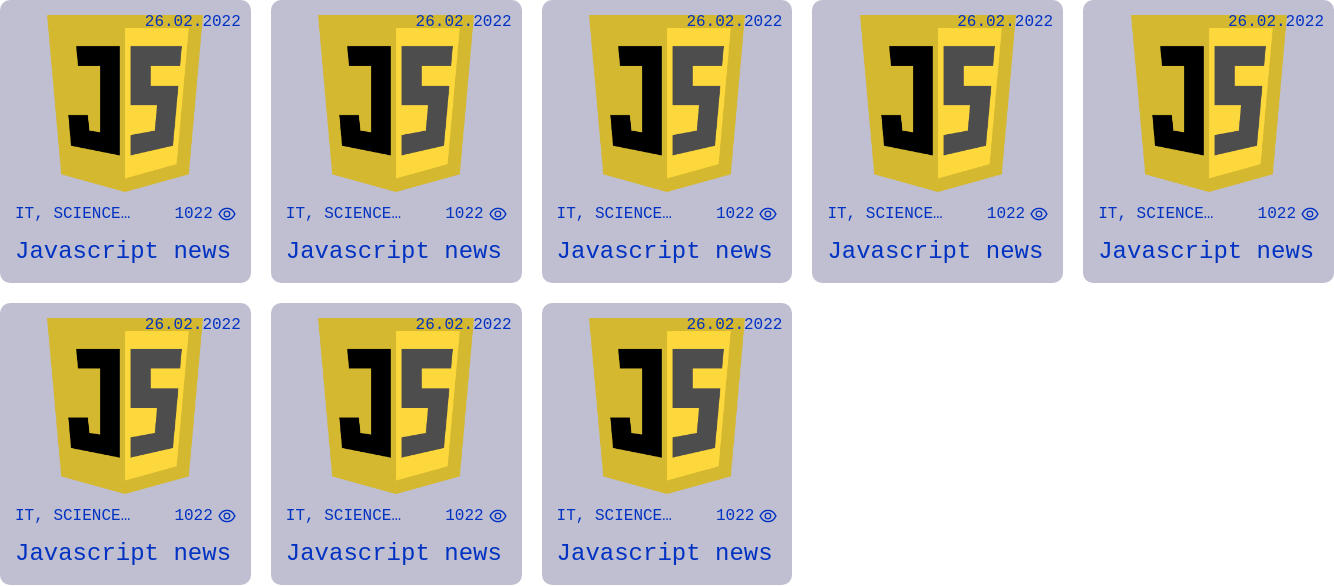 26.02.2022 26.02.2022 26.02.2022 26.02.2022 26.02.2022
JS JS JS JS JS
IT, SCIENCE… 1022 IT, SCIENCE… 1022 IT, SCIENCE… 1022 IT, SCIENCE… 1022 IT, SCIENCE… 1022
Javascript news Javascript news Javascript news Javascript news Javascript news
26.02.2022 26.02.2022 26.02.2022
JS JS JS
IT, SCIENCE… 1022 IT, SCIENCE… 1022 IT, SCIENCE… 1022
Javascript news Javascript news Javascript news